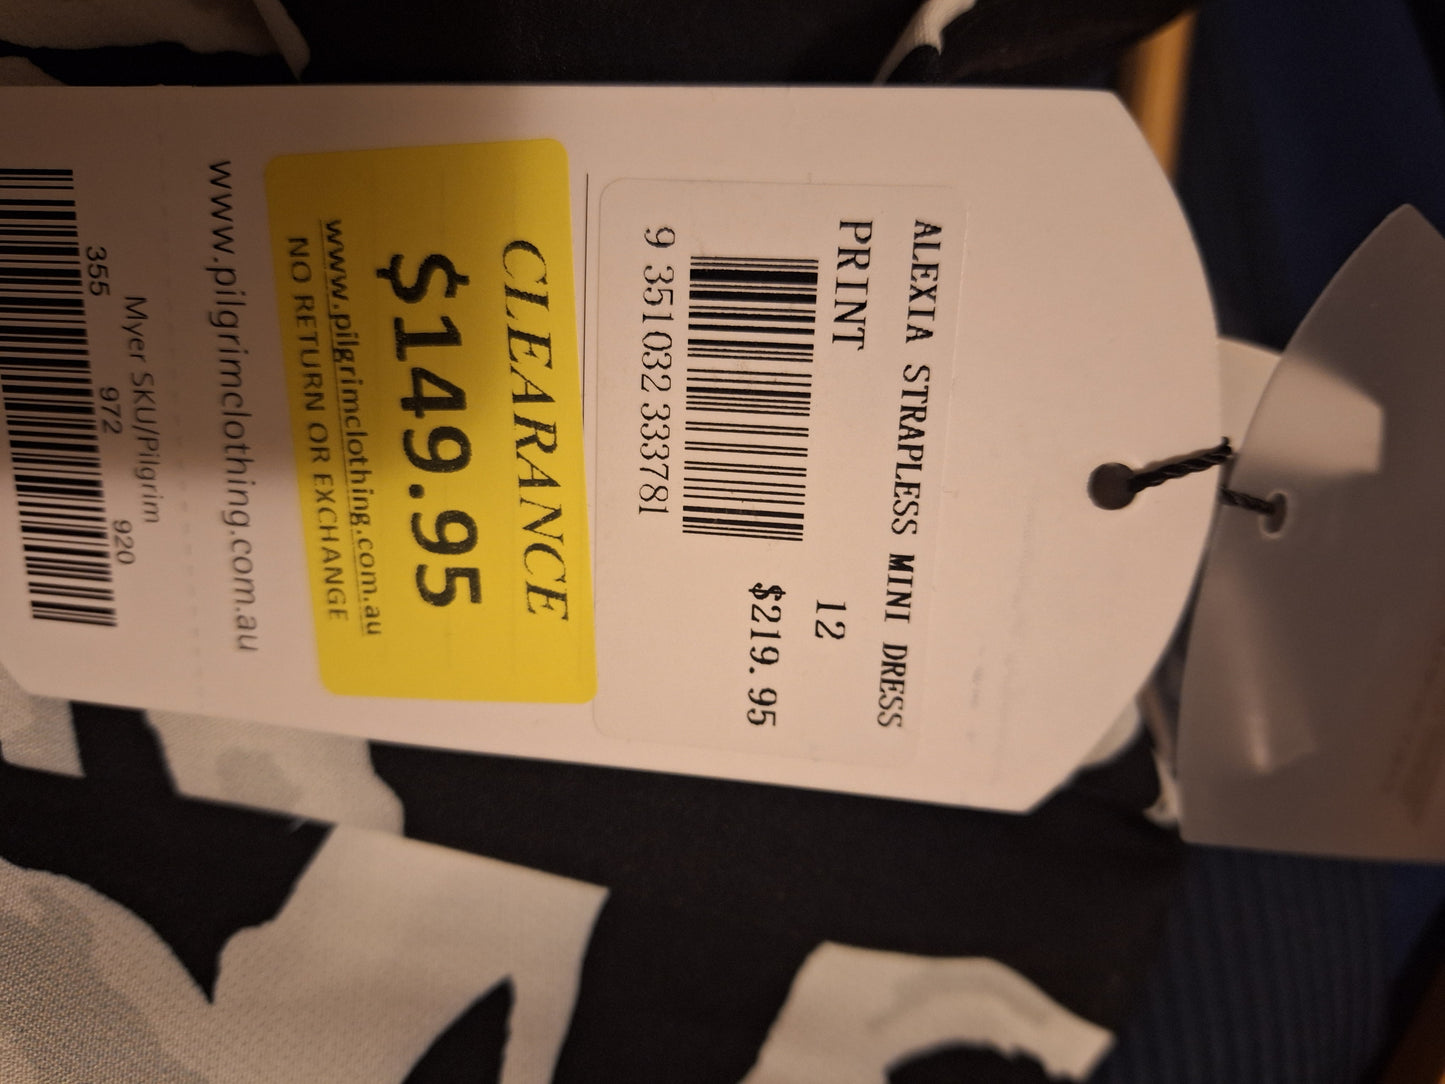 ALEXIA STRAPLESS MINI DRESS
PRINT 12
$219.95
9 351032 333781
CLEARANCE
$149.95
www.pilgrimclothing.com.au
NO RETURN OR EXCHANGE
www.pilgrimclothing.com.au
Myer SKU/Pilgrim
355 972 920